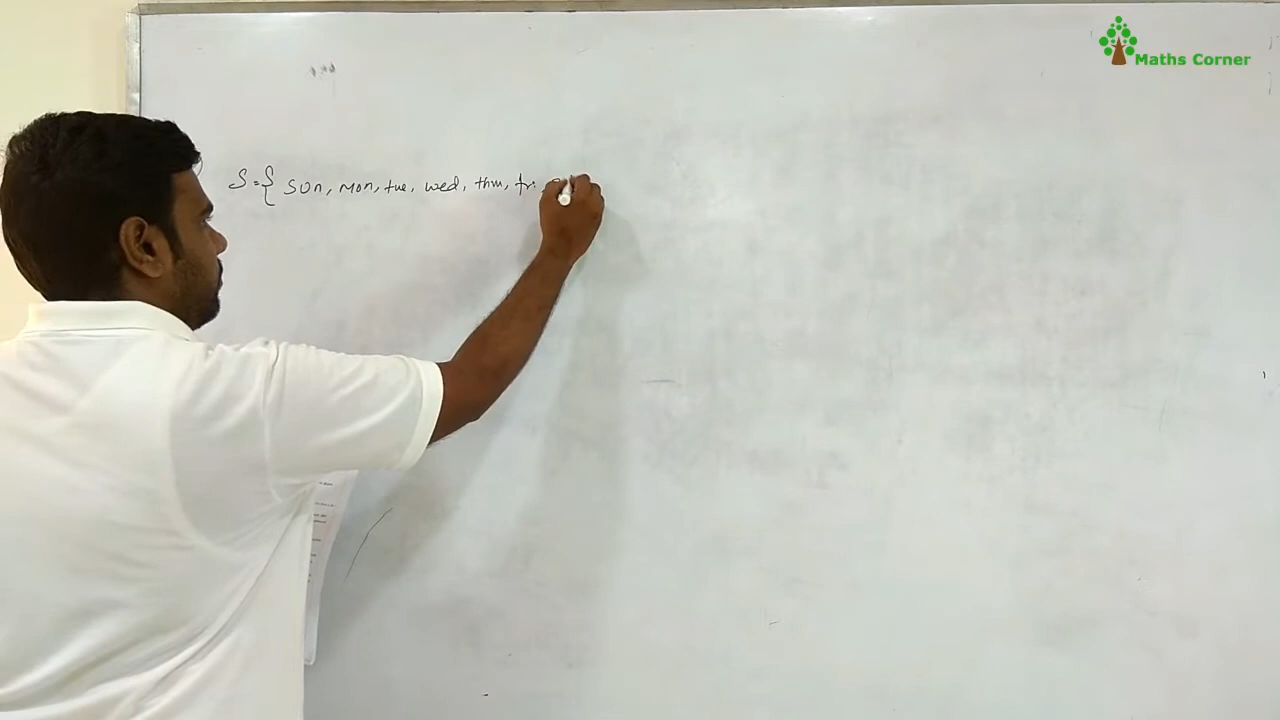 Maths Corner
S = { Sun, Mon, tue, wed, thu, fri